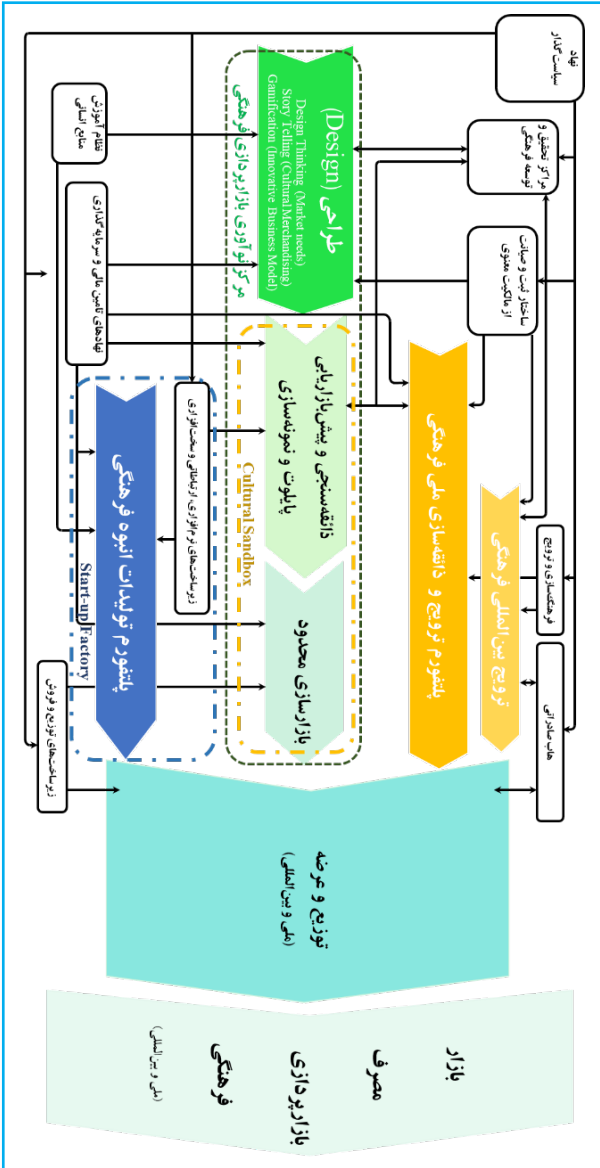 نهاد
سیاست‌گذار
مراکز تحقیق و
توسعه فرهنگی
ساختار ثبت و صیانت
از مالکیت معنوی
فرهنگ‌سازی و ترویج
هاب صادراتی
ترویج بین‌المللی فرهنگی
پلتفورم ترویج و ذائقه‌سازی ملی فرهنگی
طراحی (Design)
Design Thinking (Market needs)
Story Telling (Cultural Merchandising)
Gamification (Innovative Business Model)
مرکز نوآوری بازارپردازی فرهنگی
ذائقه‌سنجی و پیش‌بازاریابی
پایلوت و نمونه‌سازی
بازارسازی محدود
Cultural Sandbox
نظام آموزش
منابع انسانی
نهادهای تامین مالی و سرمایه‌گذاری
زیرساخت‌های نرم‌افزاری، ارتباطاتی و سخت‌افزاری
پلتفورم تولیدات انبوه فرهنگی
Start-up Factory
زیرساخت‌های توزیع و فروش
توزیع و عرضه
(ملی و بین‌المللی)
بازار
مصرف
بازارپردازی
فرهنگی
(ملی و بین‌المللی)